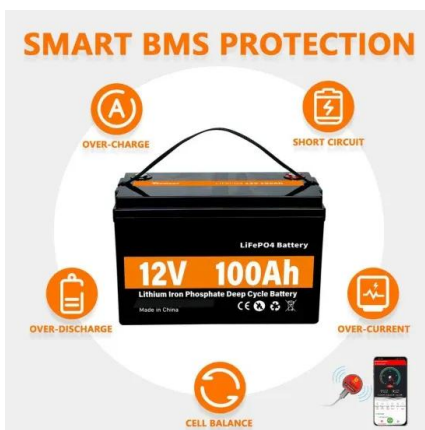 SMART BMS PROTECTION
OVER-CHARGE
SHORT CIRCUIT
LiFePO4 Battery
12V 100Ah
Lithium Iron Phosphate Deep Cycle Battery
Made in China
CE
OVER-DISCHARGE
OVER-CURRENT
CELL BALANCE